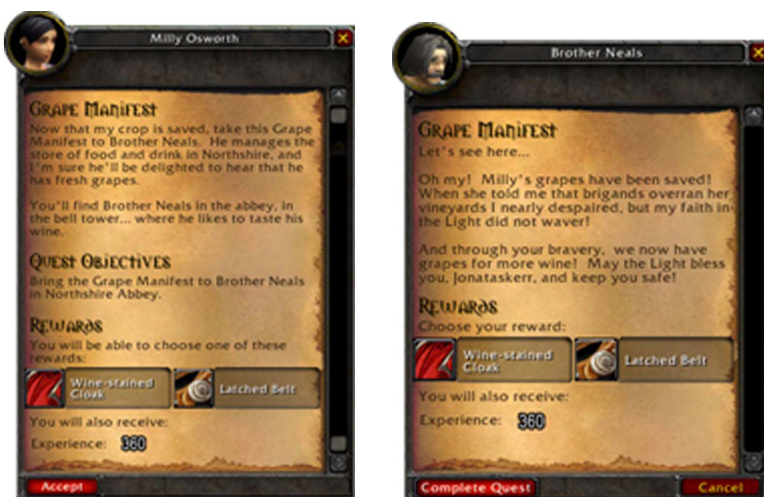 Milly Osworth
Grape Manifest
Now that my crop is saved, take this Grape
Manifest to Brother Neals. He manages the
store of food and drink in Northshire, and
I'm sure he'll be delighted to hear that he
has fresh grapes.
You'll find Brother Neals in the abbey, in
the bell tower... where he likes to taste his
wine.
Quest Objectives
Bring the Grape Manifest to Brother Neals
in Northshire Abbey.
Rewards
You will be able to choose one of these
rewards:
Wine-stained
Cloak
Latched Belt
You will also receive:
Experience: 360
Accept
Brother Neals
Grape Manifest
Let's see here...
Oh my! Milly's grapes have been saved!
When she told me that brigands overran her
vineyards I nearly despaired, but my faith in
the Light did not waver!
And through your bravery, we now have
grapes for more wine! May the Light bless
you, Jonataskerr, and keep you safe!
Rewards
Choose your reward:
Wine-stained
Cloak
Latched Belt
You will also receive:
Experience: 360
Complete Quest
Cancel